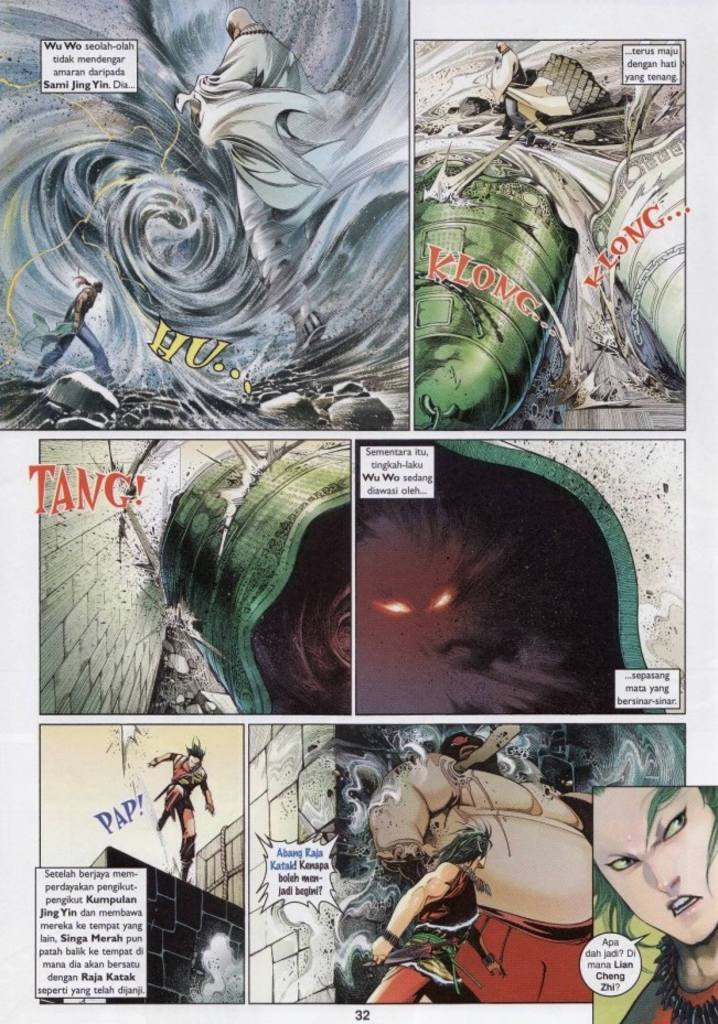 Wu Wo seolah-olah
tidak mendengar
amaran daripada
Sami Jing Yin. Dia...
HU...
...terus maju
dengan hati
yang tenang.
KLONG...
KLONG...
TANG!
Sementara itu,
tingkah-laku
Wu Wo sedang
diawasi oleh...
...sepasang
mata yang
bersinar-sinar.
PAP!
Setelah berjaya mem-
perdayakan pengikut-
pengikut Kumpulan
Jing Yin dan membawa
mereka ke tempat yang
lain, Singa Merah pun
patah balik ke tempat di
mana dia akan bersatu
dengan Raja Katak
seperti yang telah dijanji.
Abang Raja
Katak! Kenapa
boleh men-
jadi begini?
Apa
dah jadi? Di
mana Lian
Cheng
Zhi?
32